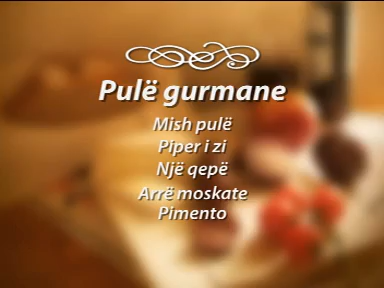 Pulë gurmane
Mish pulë
Piper i zi
Një qepë
Arrë moskate
Pimento